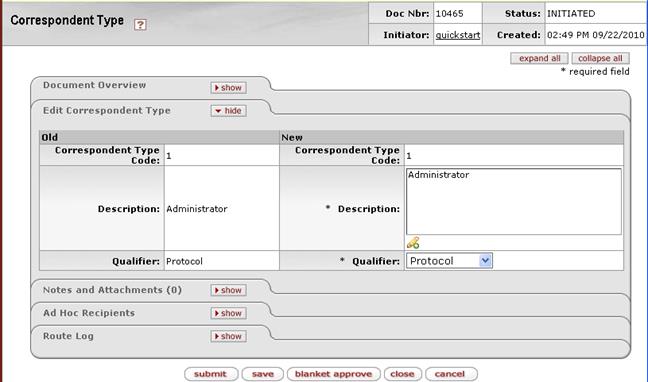 Correspondent Type ?
Doc Nbr: 10465 Status: INITIATED
Initiator: quickstart Created: 02:49 PM 09/22/2010
expand all collapse all
* required field
Document Overview show
Edit Correspondent Type hide
Old New
Correspondent Type Code: 1 Correspondent Type Code: 1
Description: Administrator * Description: Administrator
Qualifier: Protocol * Qualifier: Protocol
Notes and Attachments (0) show
Ad Hoc Recipients show
Route Log show
submit save blanket approve close cancel